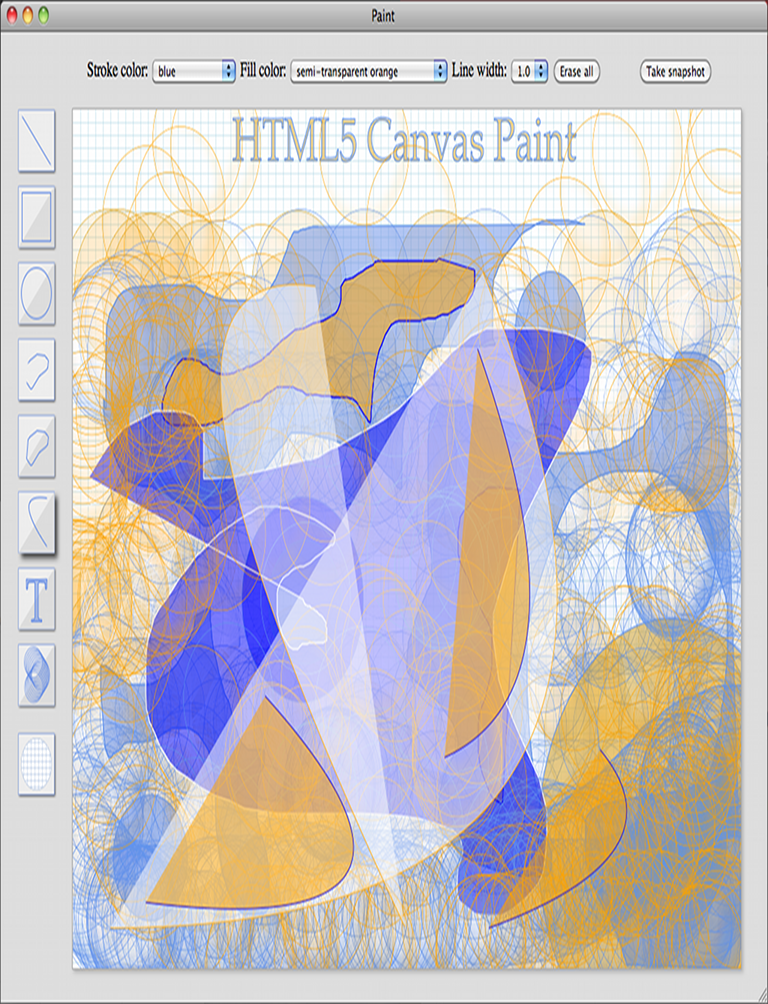 Paint
Stroke color: blue Fill color: semi-transparent orange Line width: 1.0 Erase all Take snapshot
HTML5 Canvas Paint
T